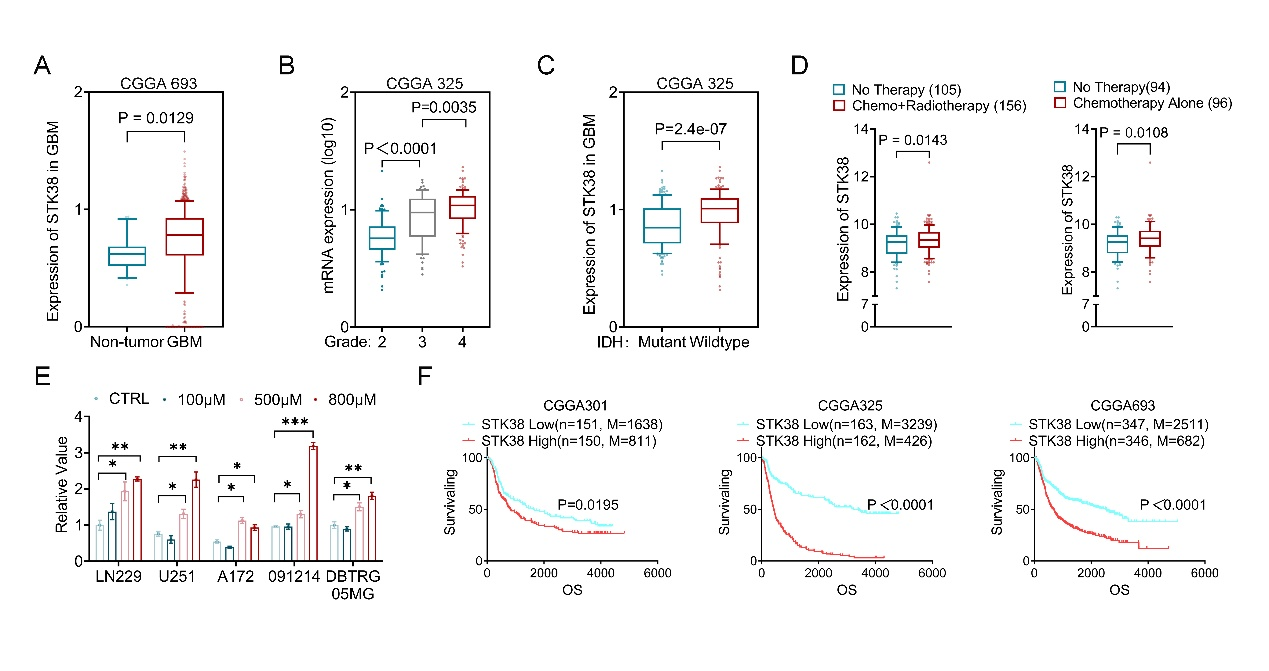 A
CGGA 693
Expression of STK38 in GBM
2
1
0
P = 0.0129
Non-tumor GBM
B
CGGA 325
mRNA expression (log10)
2
1
0
P=0.0035
P<0.0001
Grade: 2 3 4
C
CGGA 325
Expression of STK38 in GBM
2
1
0
P=2.4e-07
IDH: Mutant Wildtype
D
No Therapy (105)
Chemo+Radiotherapy (156)
Expression of STK38
14
12
10
8
7
0
P = 0.0143
No Therapy(94)
Chemotherapy Alone (96)
Expression of STK38
14
12
10
8
7
0
P = 0.0108
E
CTRL 100μM 500μM 800μM
Relative Value
4
3
2
1
0
** * ** * * * *** * ** *
LN229 U251 A172 091214 DBTRG
05MG
F
CGGA301
STK38 Low(n=151, M=1638)
STK38 High(n=150, M=811)
Survivaling
100
50
0
P=0.0195
0 2000 4000 6000
OS
CGGA325
STK38 Low(n=163, M=3239)
STK38 High(n=162, M=426)
Survivaling
100
50
0
P<0.0001
0 2000 4000 6000
OS
CGGA693
STK38 Low(n=347, M=2511)
STK38 High(n=346, M=682)
Survivaling
100
50
0
P<0.0001
0 2000 4000 6000
OS